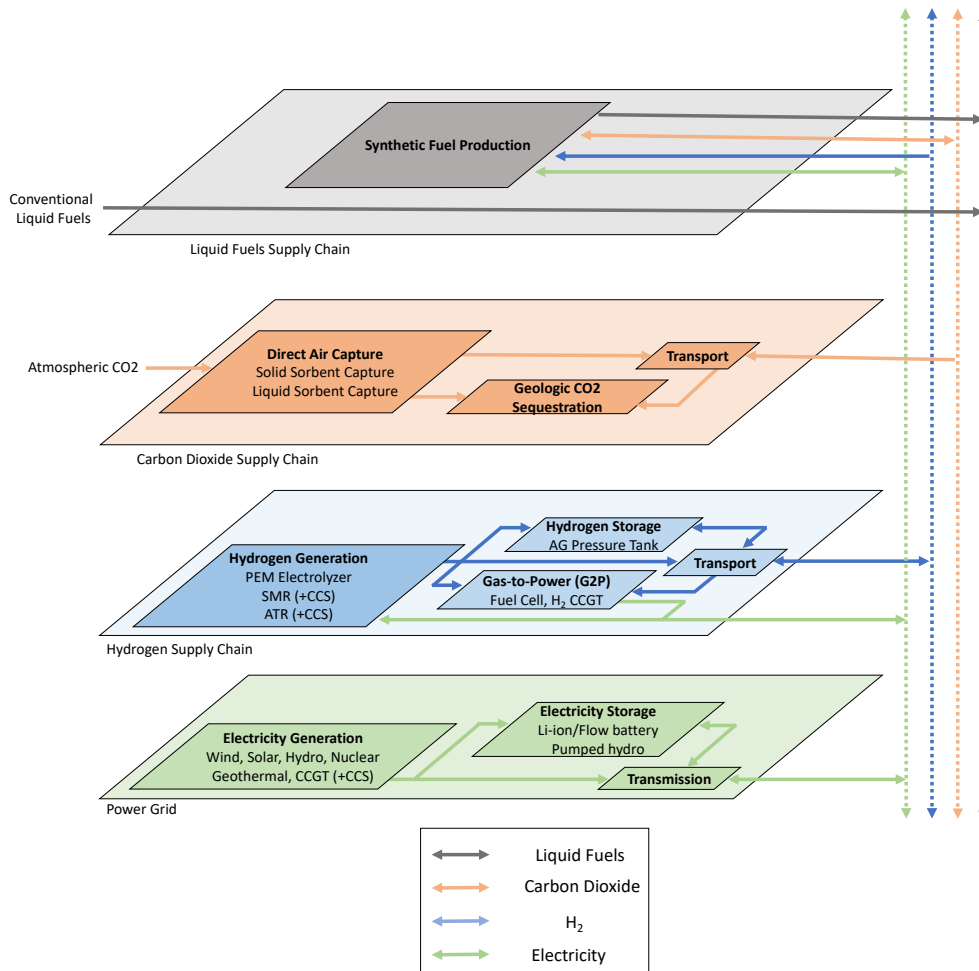 Synthetic Fuel Production
Conventional
Liquid Fuels
Liquid Fuels Supply Chain
Atmospheric CO2
Direct Air Capture
Solid Sorbent Capture
Liquid Sorbent Capture
Transport
Geologic CO2
Sequestration
Carbon Dioxide Supply Chain
Hydrogen Generation
PEM Electrolyzer
SMR (+CCS)
ATR (+CCS)
Hydrogen Storage
AG Pressure Tank
Transport
Gas-to-Power (G2P)
Fuel Cell, H₂ CCGT
Hydrogen Supply Chain
Electricity Generation
Wind, Solar, Hydro, Nuclear
Geothermal, CCGT (+CCS)
Electricity Storage
Li-ion/Flow battery
Pumped hydro
Transmission
Power Grid
Liquid Fuels
Carbon Dioxide
H₂
Electricity